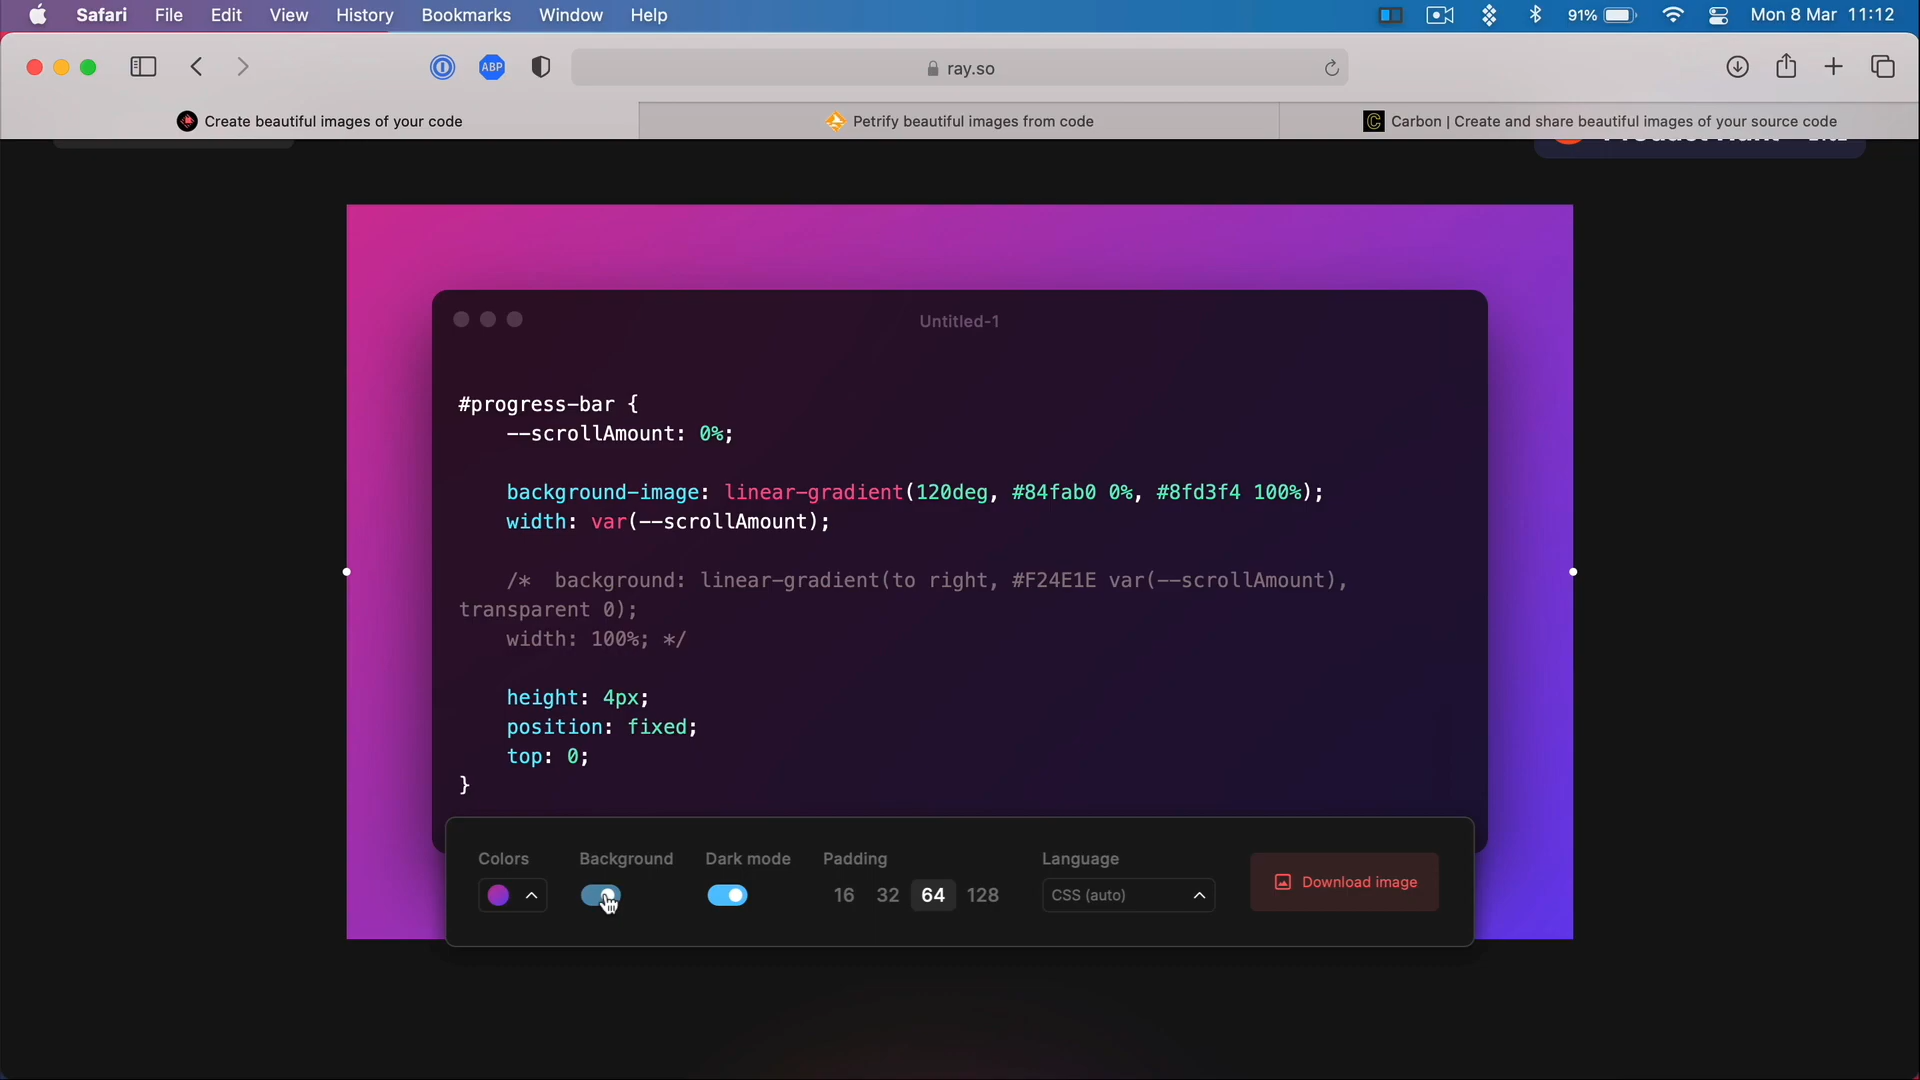 Safari File Edit View History Bookmarks Window Help 91% Mon 8 Mar 11:12
ABP ray.so
Create beautiful images of your code Petrify beautiful images from code Carbon | Create and share beautiful images of your source code
Untitled-1
#progress-bar {
--scrollAmount: 0%;
background-image: linear-gradient(120deg, #84fab0 0%, #8fd3f4 100%);
width: var(--scrollAmount);
/*  background: linear-gradient(to right, #F24E1E var(--scrollAmount),
transparent 0);
width: 100%; */
height: 4px;
position: fixed;
top: 0;
}
Colors Background Dark mode Padding Language
16 32 64 128 CSS (auto) Download image